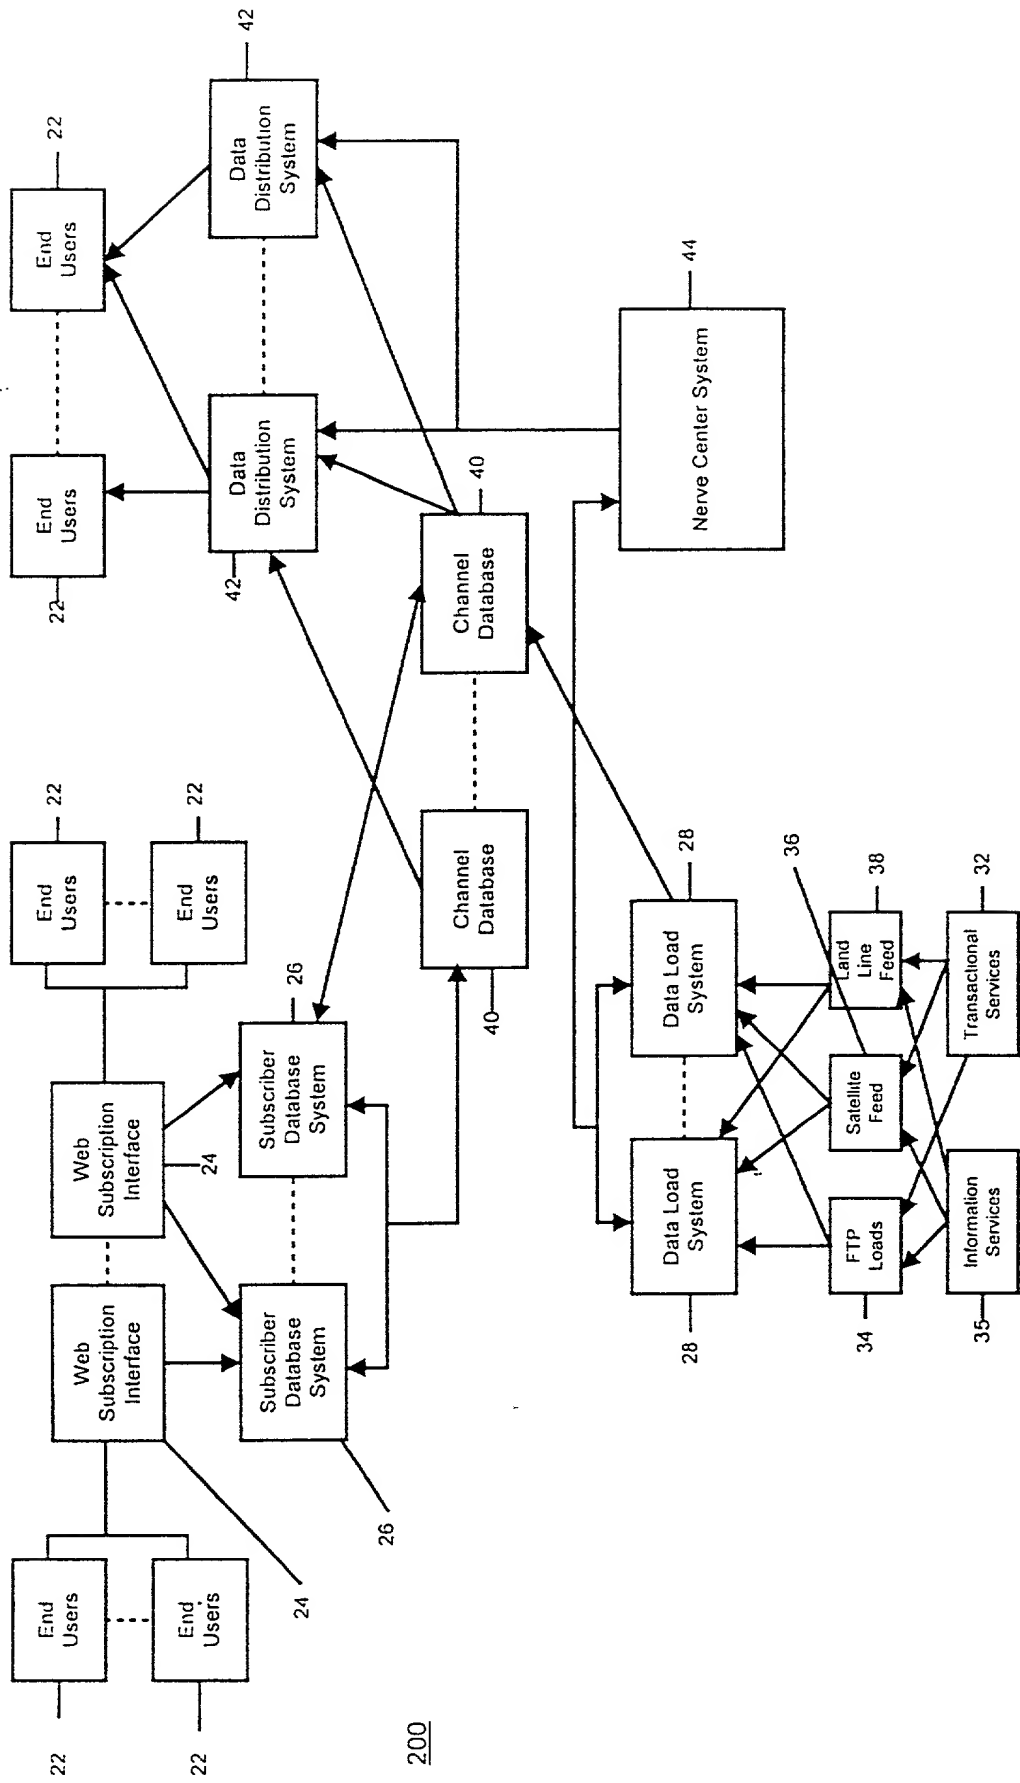 End
Users
22
End
Users
22
Web
Subscription
Interface
24
Web
Subscription
Interface
24
End
Users
22
End
Users
22
End
Users
22
End
Users
22
Subscriber
Database
System
26
Subscriber
Database
System
26
Data
Distribution
System
42
Data
Distribution
System
42
200
Channel
Database
40
Channel
Database
40
Data Load
System
28
Data Load
System
28
Nerve Center System
44
FTP
Loads
34
Satellite
Feed
36
Land
Line
Feed
38
Information
Services
35
Transactional
Services
32